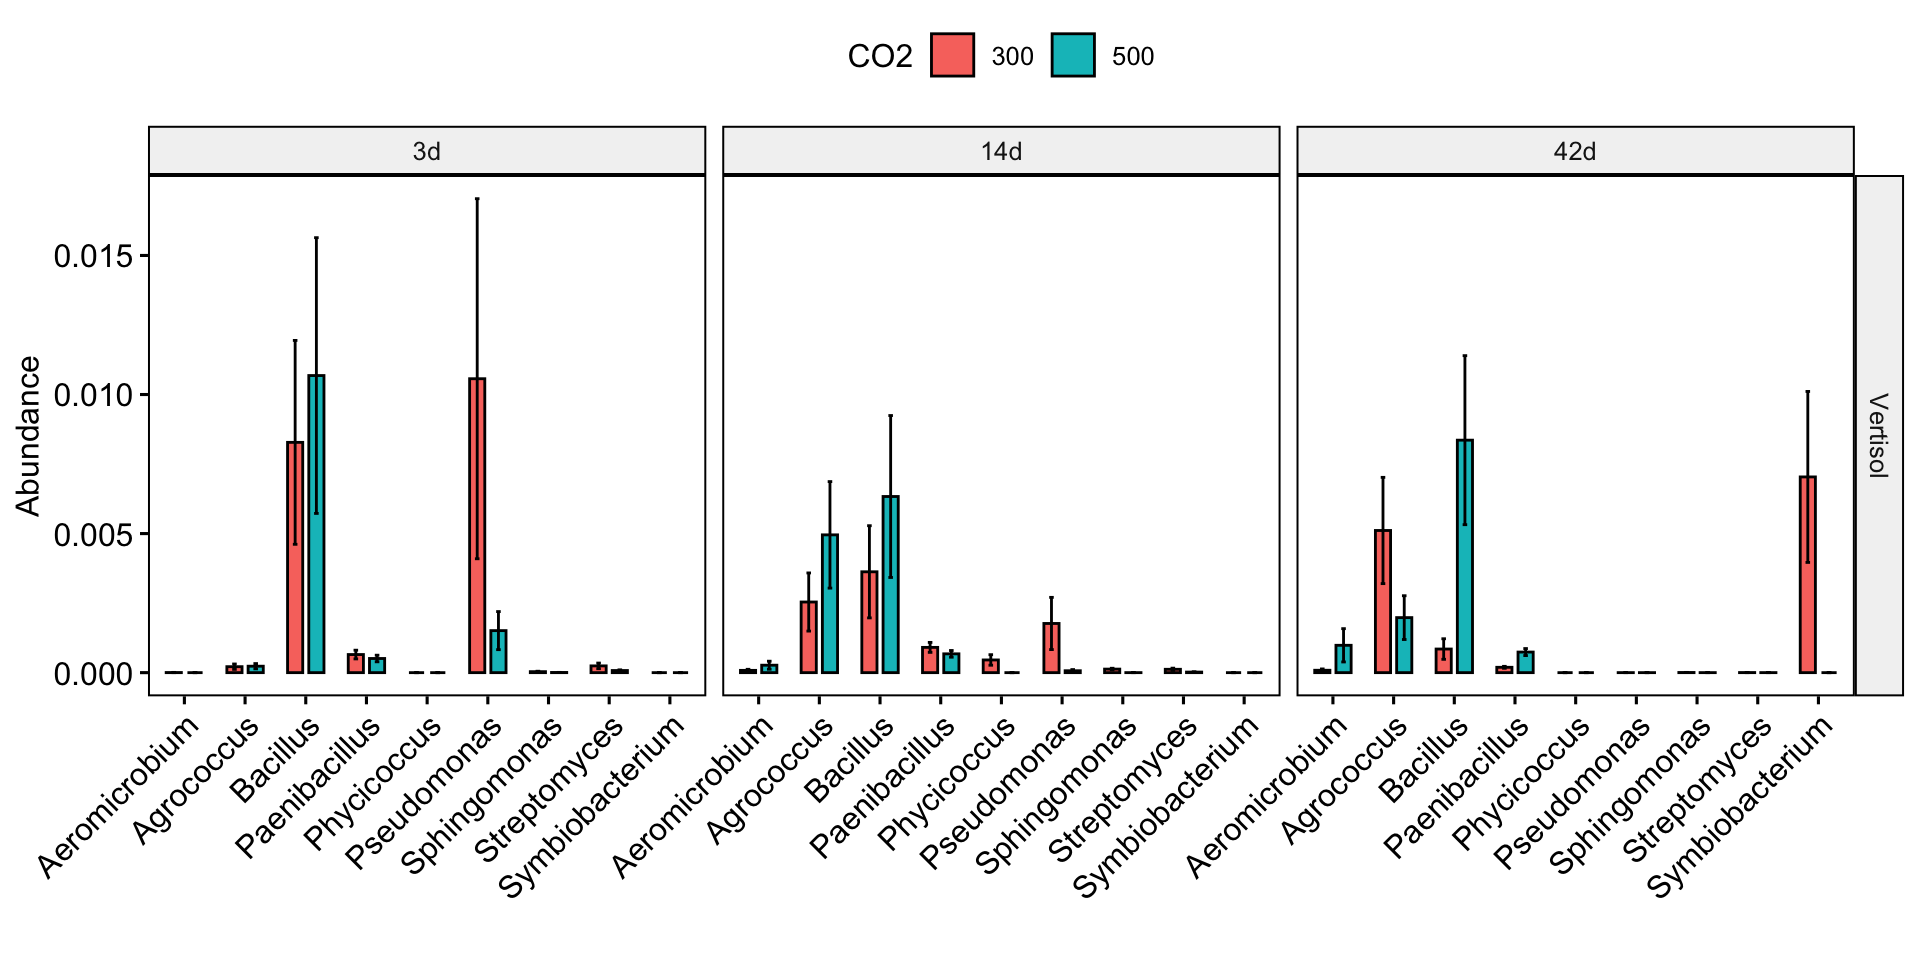 CO2 300 500
3d 14d 42d
Vertisol
Abundance
0.015
0.010
0.005
0.000
Aeromicrobium Agrococcus Bacillus Paenibacillus Phycicoccus Pseudomonas Sphingomonas Streptomyces Symbiobacterium
Aeromicrobium Agrococcus Bacillus Paenibacillus Phycicoccus Pseudomonas Sphingomonas Streptomyces Symbiobacterium
Aeromicrobium Agrococcus Bacillus Paenibacillus Phycicoccus Pseudomonas Sphingomonas Streptomyces Symbiobacterium